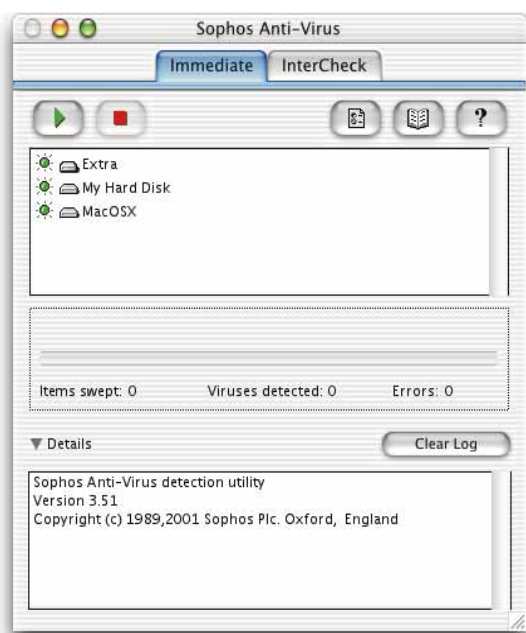 Sophos Anti-Virus
Immediate InterCheck
?
Extra
My Hard Disk
MacOSX
Items swept: 0 Viruses detected: 0 Errors: 0
Details Clear Log
Sophos Anti-Virus detection utility
Version 3.51
Copyright (c) 1989,2001 Sophos Plc. Oxford, England